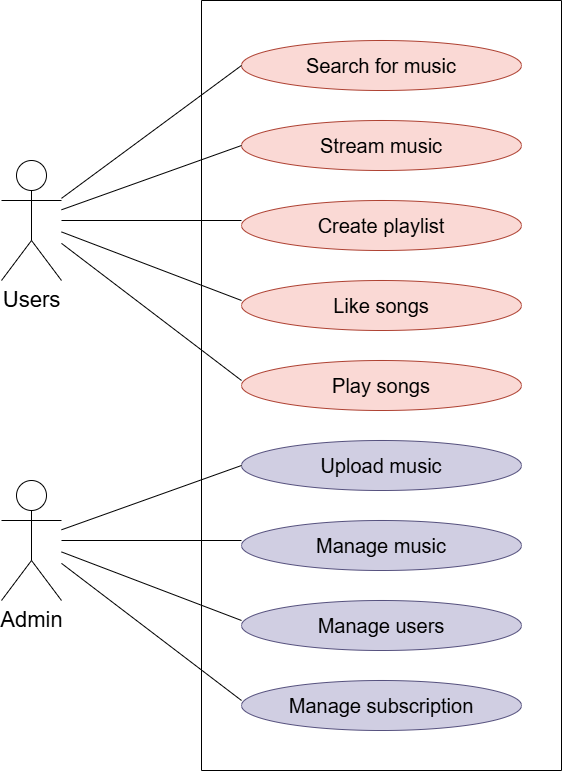 Search for music
Stream music
Create playlist
Like songs
Play songs
Users
Upload music
Manage music
Manage users
Manage subscription
Admin